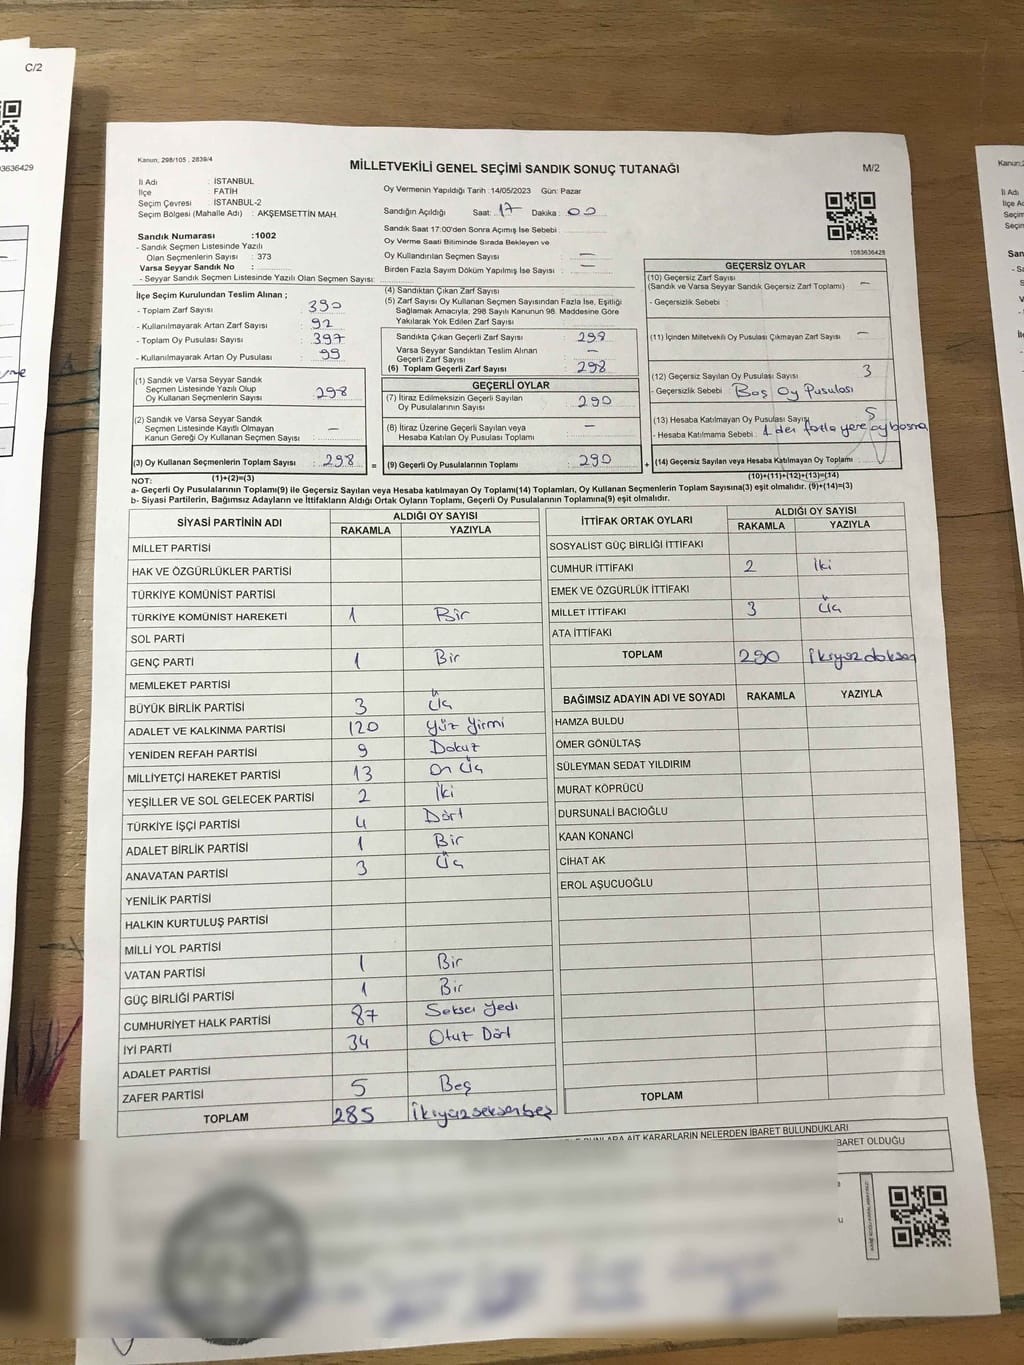 C/2
03636429
Kanun, 298/105 , 2839/4
MİLLETVEKİLİ GENEL SEÇİMİ SANDIK SONUÇ TUTANAĞI
M/2
İl Adı : İSTANBUL
İlçe : FATİH
Seçim Çevresi : İSTANBUL-2
Seçim Bölgesi (Mahalle Adı) : AKŞEMSETTİN MAH.
Oy Vermenin Yapıldığı Tarih :14/05/2023 Gün: Pazar
Sandığın Açıldığı Saat: 17 Dakika: 00
Sandık Saat 17:00'den Sonra Açılmış İse Sebebi :
Oy Verme Saati Bitiminde Sırada Bekleyen ve
Oy Kullandırılan Seçmen Sayısı : —
Birden Fazla Sayım Döküm Yapılmış İse Sayısı : —
1083636428
Sandık Numarası :1002
- Sandık Seçmen Listesinde Yazılı
Olan Seçmenlerin Sayısı : 373
Varsa Seyyar Sandık No :
- Seyyar Sandık Seçmen Listesinde Yazılı Olan Seçmen Sayısı:
İlçe Seçim Kurulundan Teslim Alınan ;
- Toplam Zarf Sayısı : 390
- Kullanılmayarak Artan Zarf Sayısı : 92
- Toplam Oy Pusulası Sayısı : 397
- Kullanılmayarak Artan Oy Pusulası : 99
(1) Sandık ve Varsa Seyyar Sandık
Seçmen Listesinde Yazılı Olup
Oy Kullanan Seçmenlerin Sayısı : 298
(2) Sandık ve Varsa Seyyar Sandık
Seçmen Listesinde Kayıtlı Olmayan
Kanun Gereği Oy Kullanan Seçmen Sayısı : —
(3) Oy Kullanan Seçmenlerin Toplam Sayısı : 298 =
(4) Sandıktan Çıkan Zarf Sayısı :
(5) Zarf Sayısı Oy Kullanan Seçmen Sayısından Fazla İse, Eşitliği
Sağlamak Amacıyla, 298 Sayılı Kanunun 98. Maddesine Göre
Yakılarak Yok Edilen Zarf Sayısı :
Sandıkta Çıkan Geçerli Zarf Sayısı : 298
Varsa Seyyar Sandıktan Teslim Alınan
Geçerli Zarf Sayısı : —
(6) Toplam Geçerli Zarf Sayısı : 298
GEÇERLİ OYLAR
(7) İtiraz Edilmeksizin Geçerli Sayılan
Oy Pusulalarının Sayısı : 290
(8) İtiraz Üzerine Geçerli Sayılan veya
Hesaba Katılan Oy Pusulası Toplamı : —
(9) Geçerli Oy Pusulalarının Toplamı : 290 +
GEÇERSİZ OYLAR
(10) Geçersiz Zarf Sayısı
(Sandık ve Varsa Seyyar Sandık Geçersiz Zarf Toplamı) —
- Geçersizlik Sebebi :
(11) İçinden Milletvekili Oy Pusulası Çıkmayan Zarf Sayısı : —
(12) Geçersiz Sayılan Oy Pusulası Sayısı : 3
- Geçersizlik Sebebi : Boş Oy Pusulası
(13) Hesaba Katılmayan Oy Pusulası Sayısı 5
- Hesaba Katılmama Sebebi : 1 den fazla yere oy basma
(14) Geçersiz Sayılan veya Hesaba Katılmayan Oy Toplamı :
NOT: (1)+(2)=(3)
(10)+(11)+(12)+(13)=(14)
a- Geçerli Oy Pusulalarının Toplamı(9) ile Geçersiz Sayılan veya Hesaba katılmayan Oy Toplamı(14) Toplamları, Oy Kullanan Seçmenlerin Toplam Sayısına(3) eşit olmalıdır. (9)+(14)=(3)
b- Siyasi Partilerin, Bağımsız Adayların ve İttifakların Aldığı Ortak Oyların Toplamı, Geçerli Oy Pusulalarının Toplamına(9) eşit olmalıdır.
SİYASİ PARTİNİN ADI ALDIĞI OY SAYISI
RAKAMLA YAZIYLA
MİLLET PARTİSİ
HAK VE ÖZGÜRLÜKLER PARTİSİ
TÜRKİYE KOMÜNİST PARTİSİ
TÜRKİYE KOMÜNİST HAREKETİ 1 Bir
SOL PARTİ
GENÇ PARTİ 1 Bir
MEMLEKET PARTİSİ
BÜYÜK BİRLİK PARTİSİ 3 Üç
ADALET VE KALKINMA PARTİSİ 120 Yüz Yirmi
YENİDEN REFAH PARTİSİ 9 Dokuz
MİLLİYETÇİ HAREKET PARTİSİ 13 On Üç
YEŞİLLER VE SOL GELECEK PARTİSİ 2 İki
TÜRKİYE İŞÇİ PARTİSİ 4 Dört
ADALET BİRLİK PARTİSİ 1 Bir
ANAVATAN PARTİSİ 3 Üç
YENİLİK PARTİSİ
HALKIN KURTULUŞ PARTİSİ
MİLLİ YOL PARTİSİ
VATAN PARTİSİ 1 Bir
GÜÇ BİRLİĞİ PARTİSİ 1 Bir
CUMHURİYET HALK PARTİSİ 87 Seksen Yedi
İYİ PARTİ 34 Otuz Dört
ADALET PARTİSİ
ZAFER PARTİSİ 5 Beş
TOPLAM 285 İkiyüzseksenbeş
İTTİFAK ORTAK OYLARI ALDIĞI OY SAYISI
RAKAMLA YAZIYLA
SOSYALİST GÜÇ BİRLİĞİ İTTİFAKI
CUMHUR İTTİFAKI 2 İki
EMEK VE ÖZGÜRLÜK İTTİFAKI
MİLLET İTTİFAKI 3 Üç
ATA İTTİFAKI
TOPLAM 290 İkiyüzdoksan
BAĞIMSIZ ADAYIN ADI VE SOYADI RAKAMLA YAZIYLA
HAMZA BULDU
ÖMER GÖNÜLTAŞ
SÜLEYMAN SEDAT YILDIRIM
MURAT KÖPRÜCÜ
DURSUNALİ BACIOĞLU
KAAN KONANCİ
CİHAT AK
EROL AŞUCUOĞLU
TOPLAM
BUNLARA AİT KARARLARIN NELERDEN İBARET BULUNDUKLARI
BARET OLDUĞU
Kanun,
İl Adı
İlçe
Seçim
Seçim